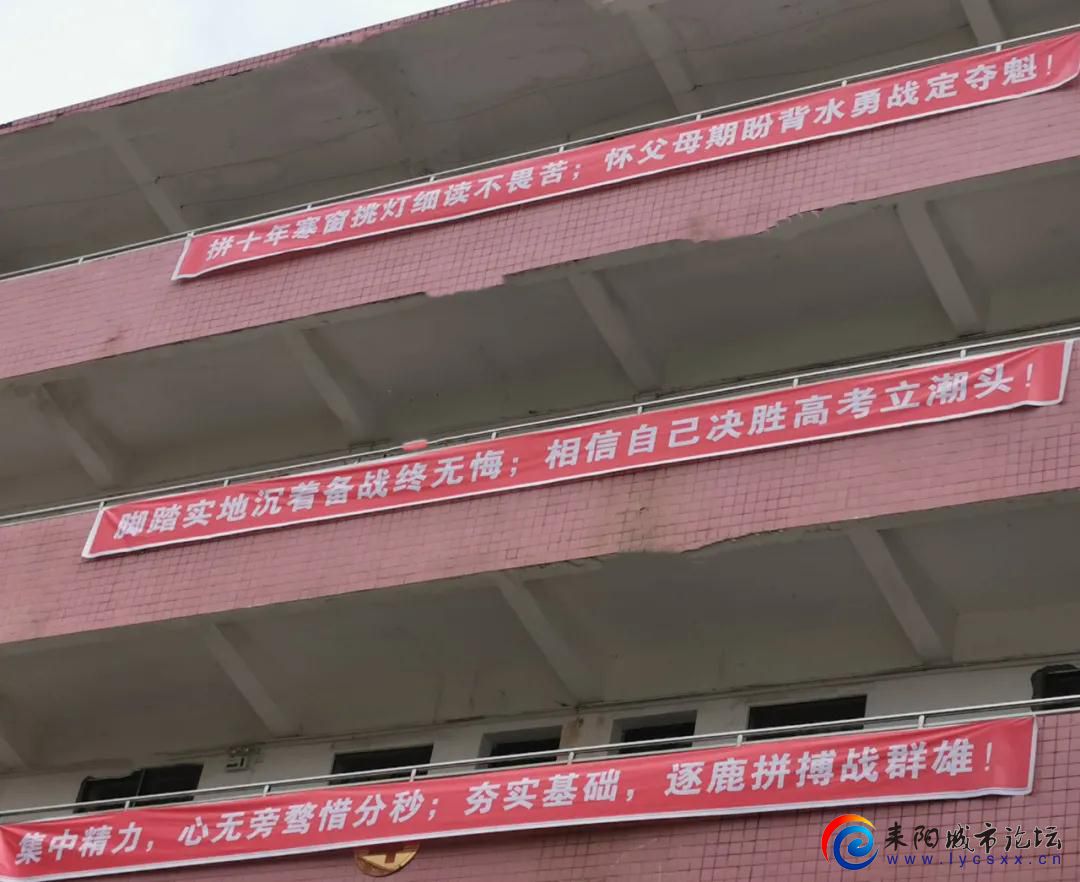 拼十年寒窗挑灯细读不畏苦；怀父母期盼背水勇战定夺魁！
脚踏实地沉着备战终无悔；相信自己决胜高考立潮头！
集中精力，心无旁骛惜分秒；夯实基础，逐鹿拼搏战群雄！
耒阳城市论坛
www.lycsxx.cn